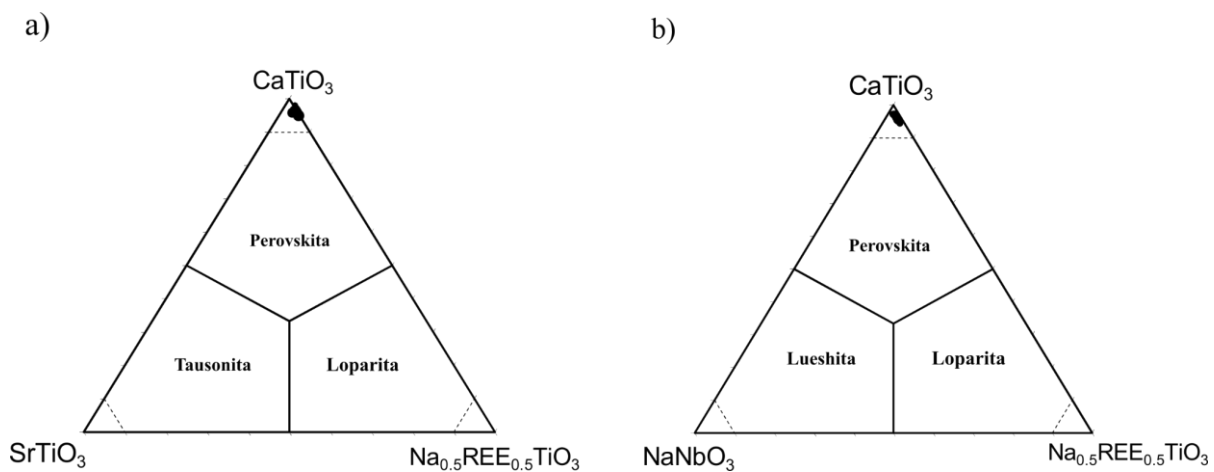 a)
CaTiO₃
Perovskita
Tausonita
Loparita
SrTiO₃
Na₀.₅REE₀.₅TiO₃
b)
CaTiO₃
Perovskita
Lueshita
Loparita
NaNbO₃
Na₀.₅REE₀.₅TiO₃